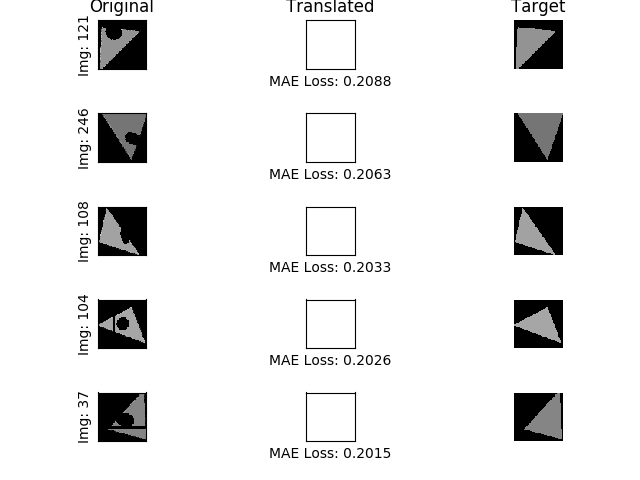 Original Translated Target
Img: 121
MAE Loss: 0.2088
Img: 246
MAE Loss: 0.2063
Img: 108
MAE Loss: 0.2033
Img: 104
MAE Loss: 0.2026
Img: 37
MAE Loss: 0.2015